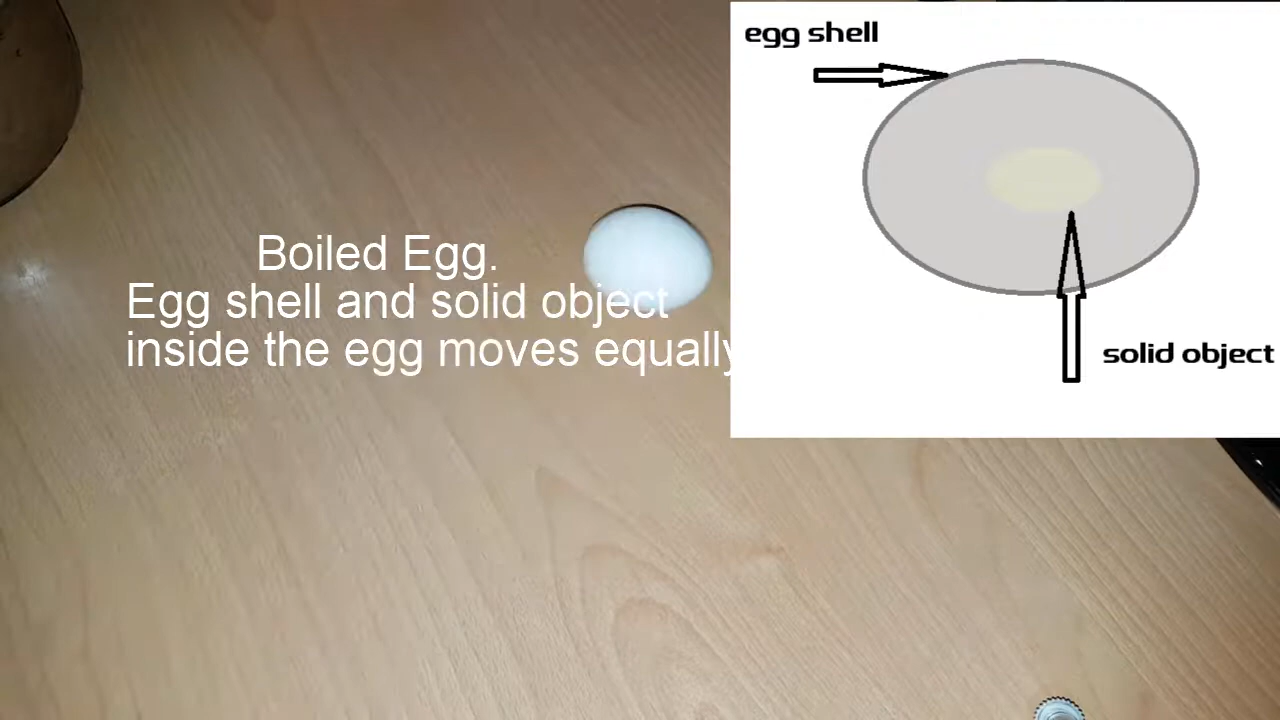 egg shell
Boiled Egg.
Egg shell and solid object
inside the egg moves equally
solid object